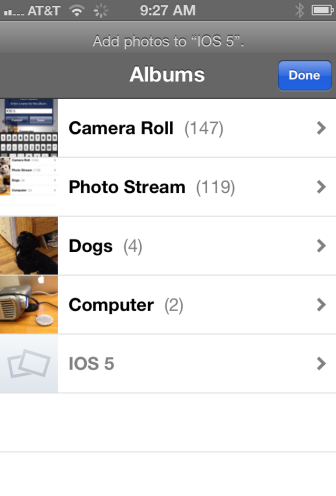 AT&T 9:27 AM
Add photos to “IOS 5”.
Albums Done
Camera Roll (147)
Photo Stream (119)
Dogs (4)
Computer (2)
IOS 5